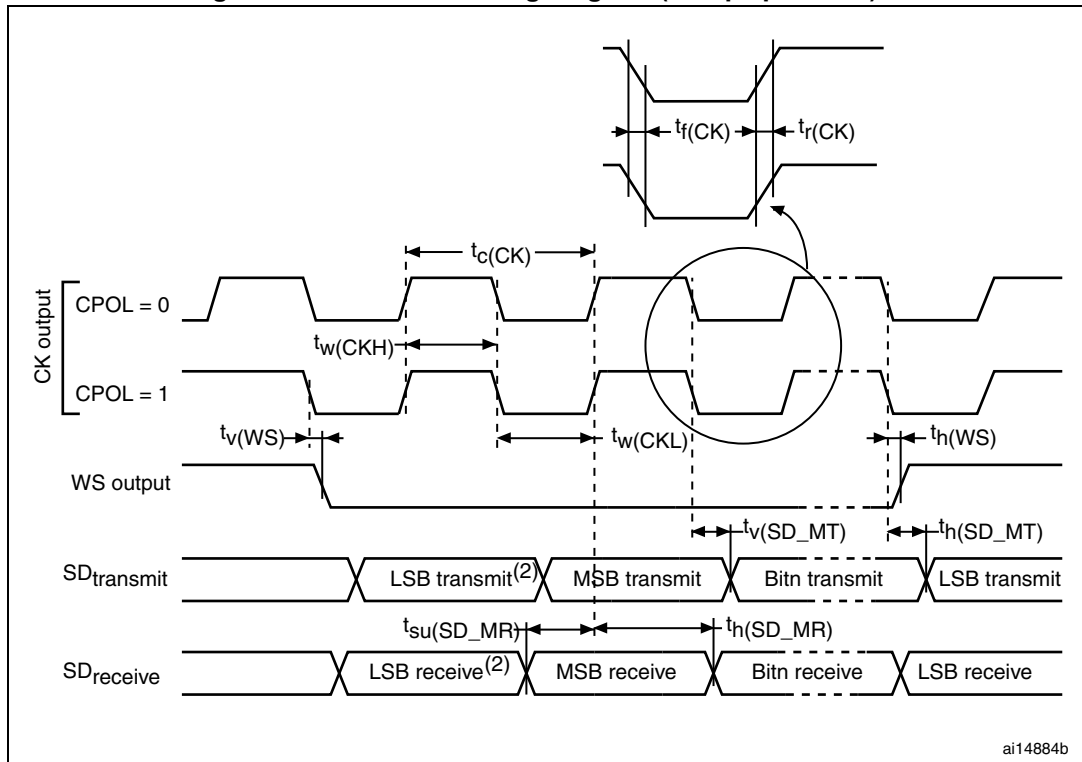 tf(CK)
tr(CK)
tc(CK)
CK output
CPOL = 0
tw(CKH)
CPOL = 1
tv(WS)
tw(CKL)
th(WS)
WS output
tv(SD_MT)
th(SD_MT)
SDtransmit
LSB transmit(2)
MSB transmit
Bitn transmit
LSB transmit
tsu(SD_MR)
th(SD_MR)
SDreceive
LSB receive(2)
MSB receive
Bitn receive
LSB receive
ai14884b